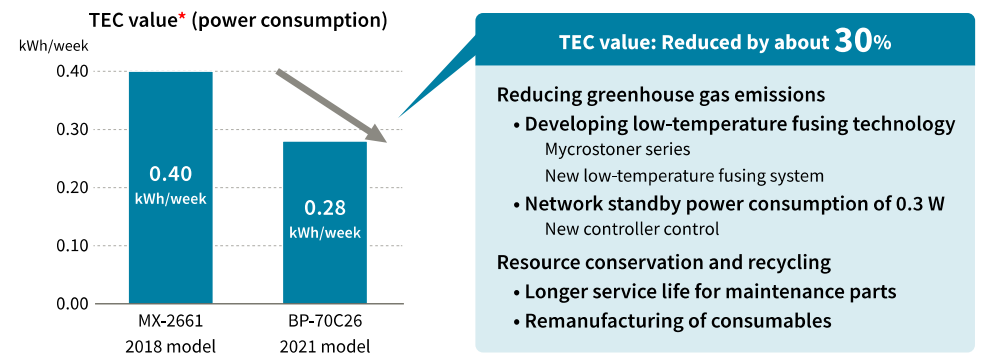 TEC value* (power consumption)
kWh/week
0.40
0.30
0.20
0.10
0.00
0.40
kWh/week
0.28
kWh/week
MX-2661
2018 model
BP-70C26
2021 model
TEC value: Reduced by about 30%
Reducing greenhouse gas emissions
• Developing low-temperature fusing technology
Mycrostoner series
New low-temperature fusing system
• Network standby power consumption of 0.3 W
New controller control
Resource conservation and recycling
• Longer service life for maintenance parts
• Remanufacturing of consumables